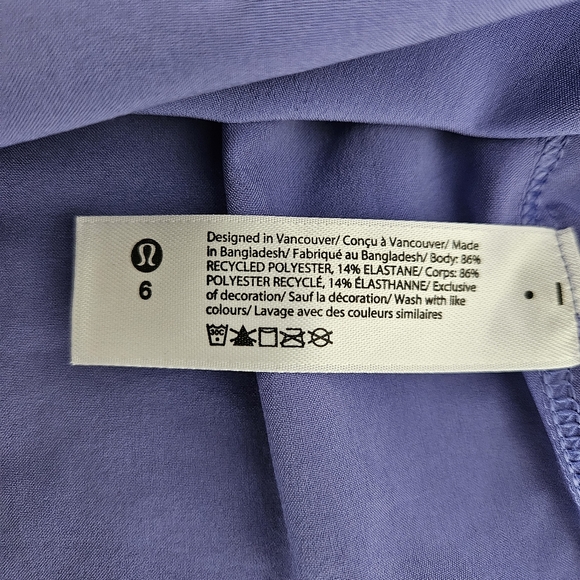 6
Designed in Vancouver/ Conçu à Vancouver/ Made
in Bangladesh/ Fabriqué au Bangladesh/ Body: 86%
RECYCLED POLYESTER, 14% ELASTANE/ Corps: 86%
POLYESTER RECYCLÉ, 14% ÉLASTHANNE/ Exclusive
of decoration/ Sauf la décoration/ Wash with like
colours/ Lavage avec des couleurs similaires
30C